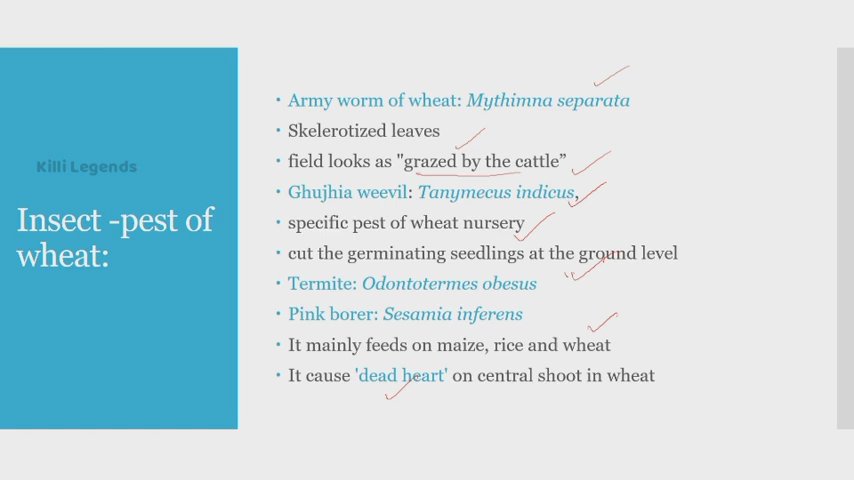 Killi Legends
Insect -pest of
wheat:
• Army worm of wheat: Mythimna separata
• Skelerotized leaves
• field looks as "grazed by the cattle”
• Ghujhia weevil: Tanymecus indicus,
• specific pest of wheat nursery
• cut the germinating seedlings at the ground level
• Termite: Odontotermes obesus
• Pink borer: Sesamia inferens
• It mainly feeds on maize, rice and wheat
• It cause 'dead heart' on central shoot in wheat